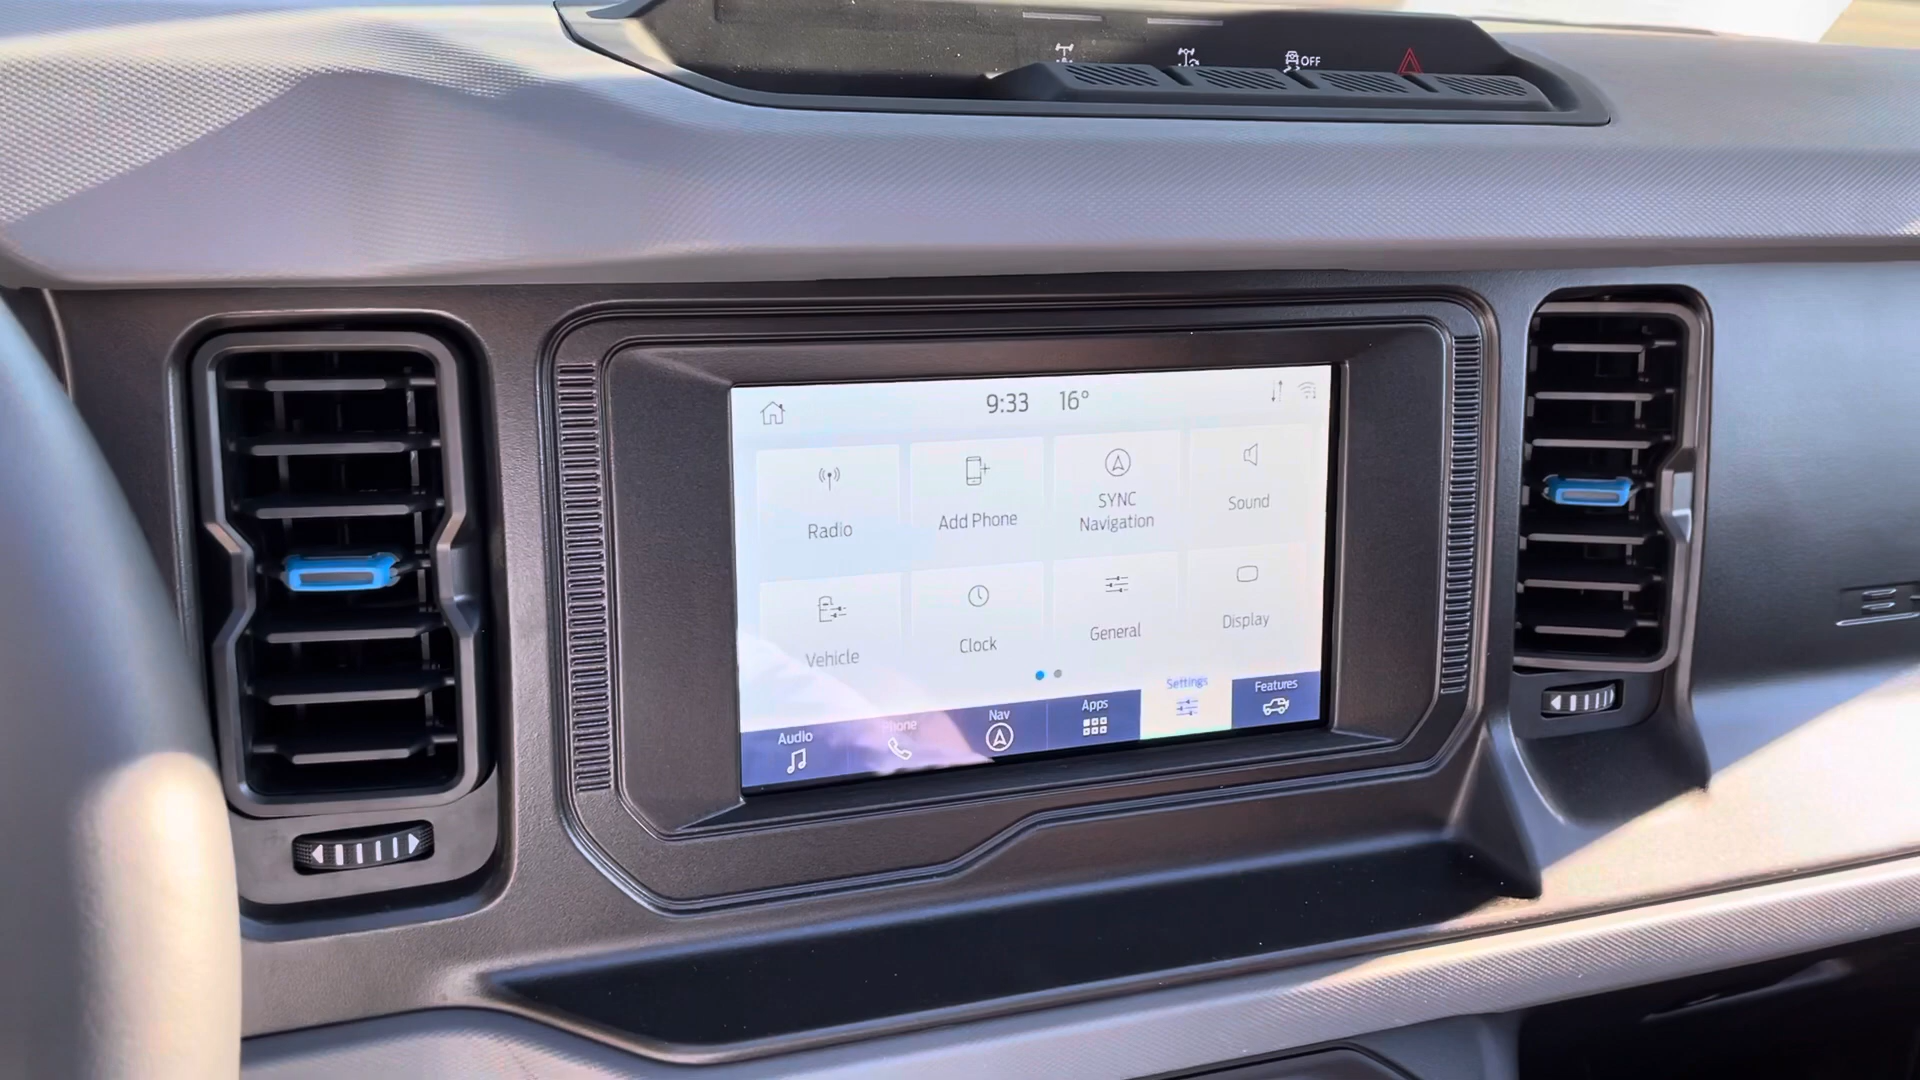 OFF
9:33 16°
Radio
Add Phone
SYNC
Navigation
Sound
Vehicle
Clock
General
Display
Audio
Phone
Nav
Apps
Settings
Features